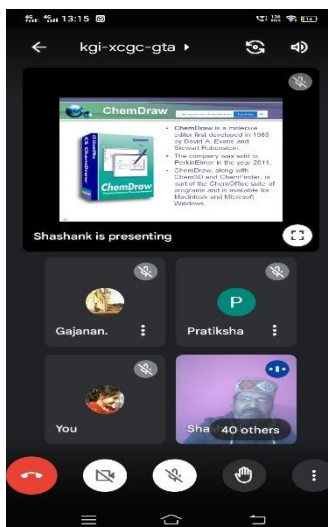 13:15
kgi-xcgc-gta
ChemDraw
ChemDraw is a molecule
editor first developed in 1985
by David A. Evans and
Stewart Rubenstein.
The company was sold to
PerkinElmer in the year 2011.
ChemDraw, along with
Chem3D and ChemFinder, is
part of the ChemOffice suite of
programs and is available for
Macintosh and Microsoft
Windows.
ChemDraw
Shashank is presenting
Gajanan.
P
Pratiksha
You
Sha
40 others